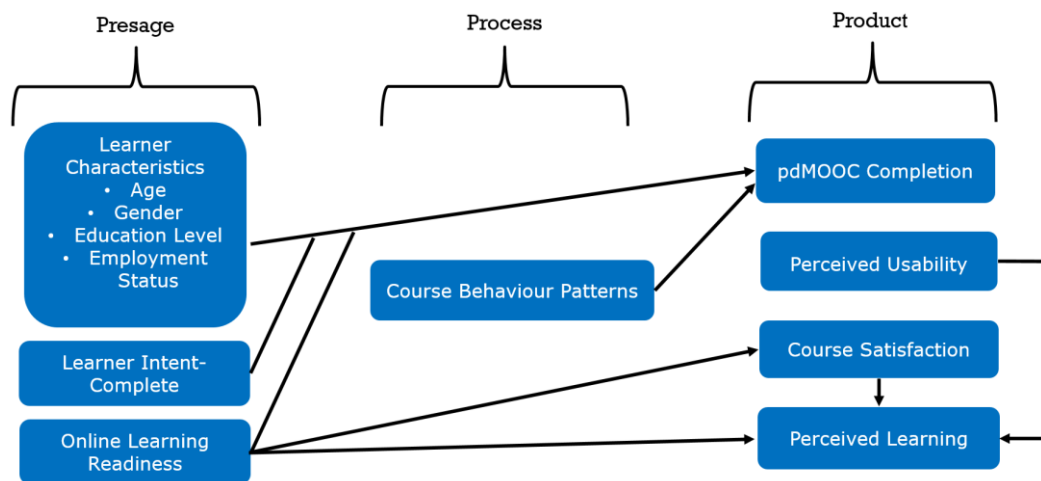 Presage
Process
Product
Learner
Characteristics
• Age
• Gender
• Education Level
• Employment
Status
pdMOOC Completion
Perceived Usability
Course Behaviour Patterns
Learner Intent-
Complete
Course Satisfaction
Online Learning
Readiness
Perceived Learning